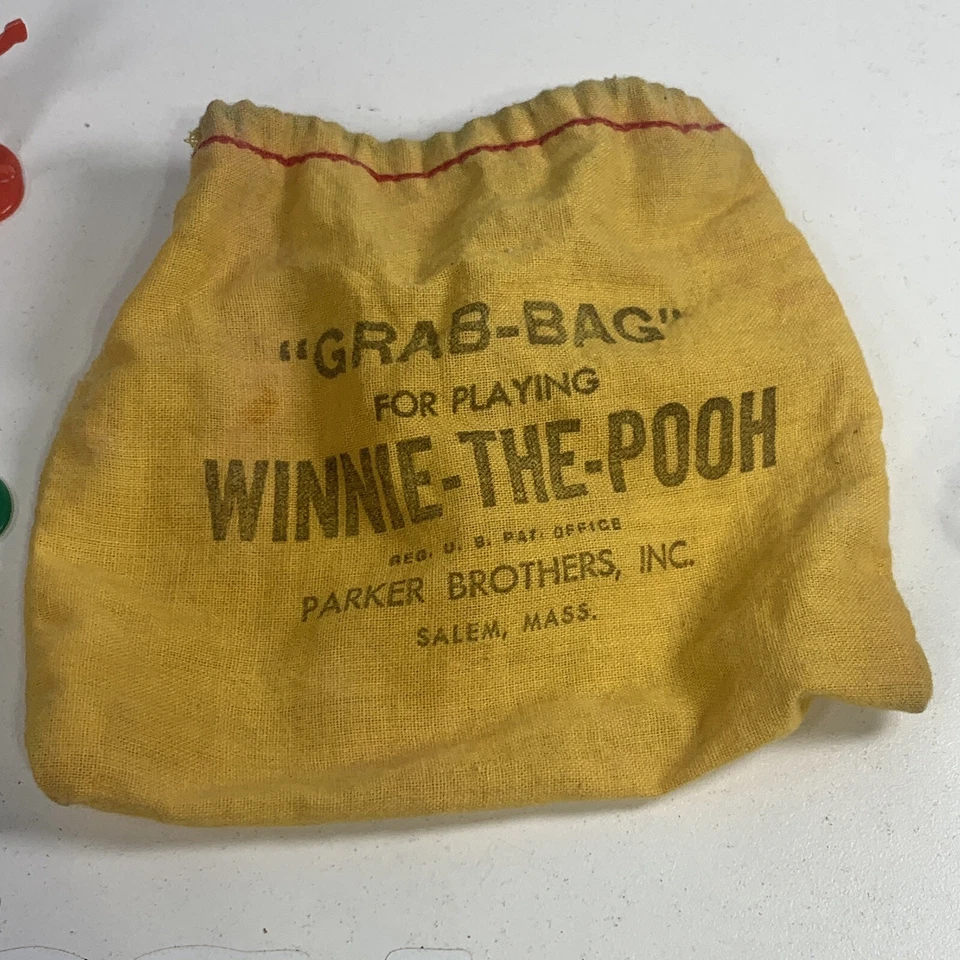 "GRAB-BAG"
FOR PLAYING
WINNIE-THE-POOH
REG. U. S. PAT. OFFICE
PARKER BROTHERS, INC.
SALEM, MASS.